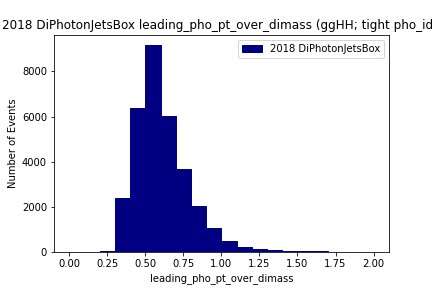 2018 DiPhotonJetsBox leading_pho_pt_over_dimass (ggHH; tight pho_id
2018 DiPhotonJetsBox
8000
6000
4000
2000
0
Number of Events
0.00 0.25 0.50 0.75 1.00 1.25 1.50 1.75 2.00
leading_pho_pt_over_dimass